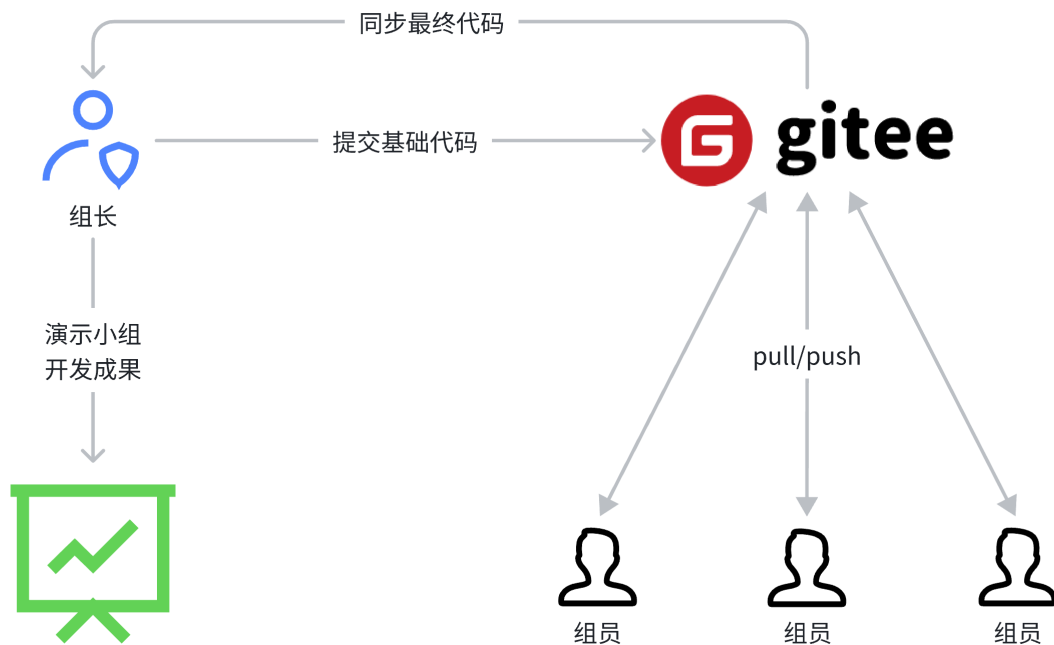 同步最终代码
提交基础代码
gitee
组长
演示小组
开发成果
pull/push
组员
组员
组员